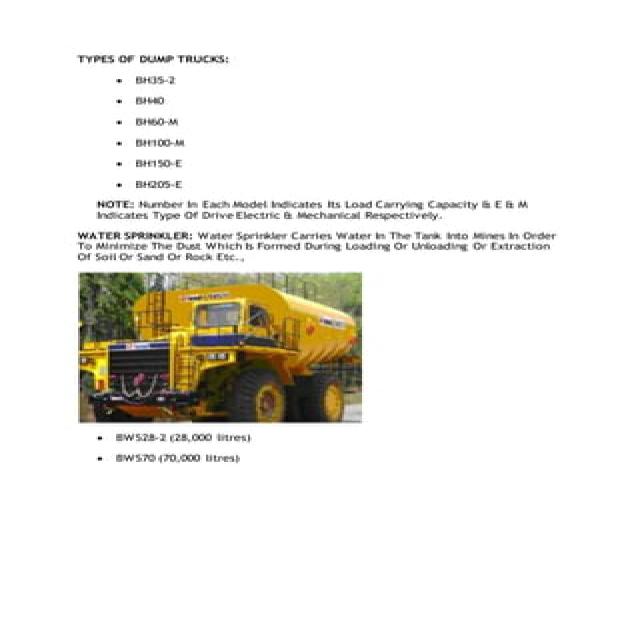 TYPES OF DUMP TRUCKS:
• BH35-2
• BH40
• BH60-M
• BH100-M
• BH150-E
• BH205-E
NOTE: Number In Each Model Indicates Its Load Carrying Capacity & E & M
Indicates Type Of Drive Electric & Mechanical Respectively.
WATER SPRINKLER: Water Sprinkler Carries Water In The Tank Into Mines In Order
To Minimize The Dust Which Is Formed During Loading Or Unloading Or Extraction
Of Soil Or Sand Or Rock Etc.,
• BWS28-2 (28,000 litres)
• BWS70 (70,000 litres)